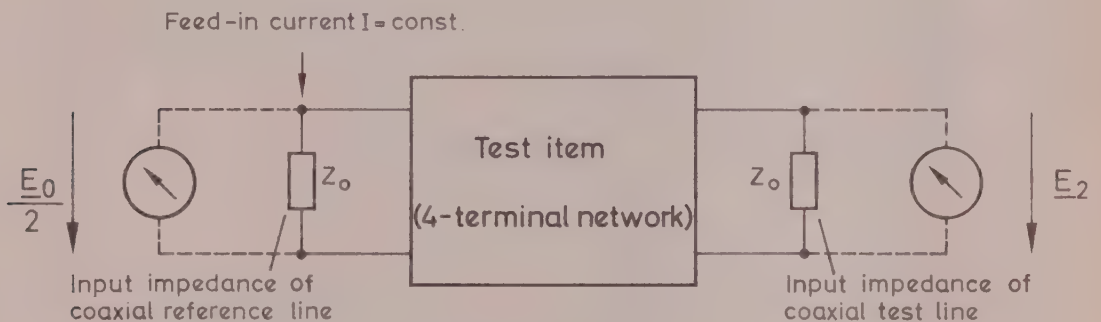 Feed-in current I = const.
E0
2
Z0
Test item
(4-terminal network)
Z0
E2
Input impedance of
coaxial reference line
Input impedance of
coaxial test line